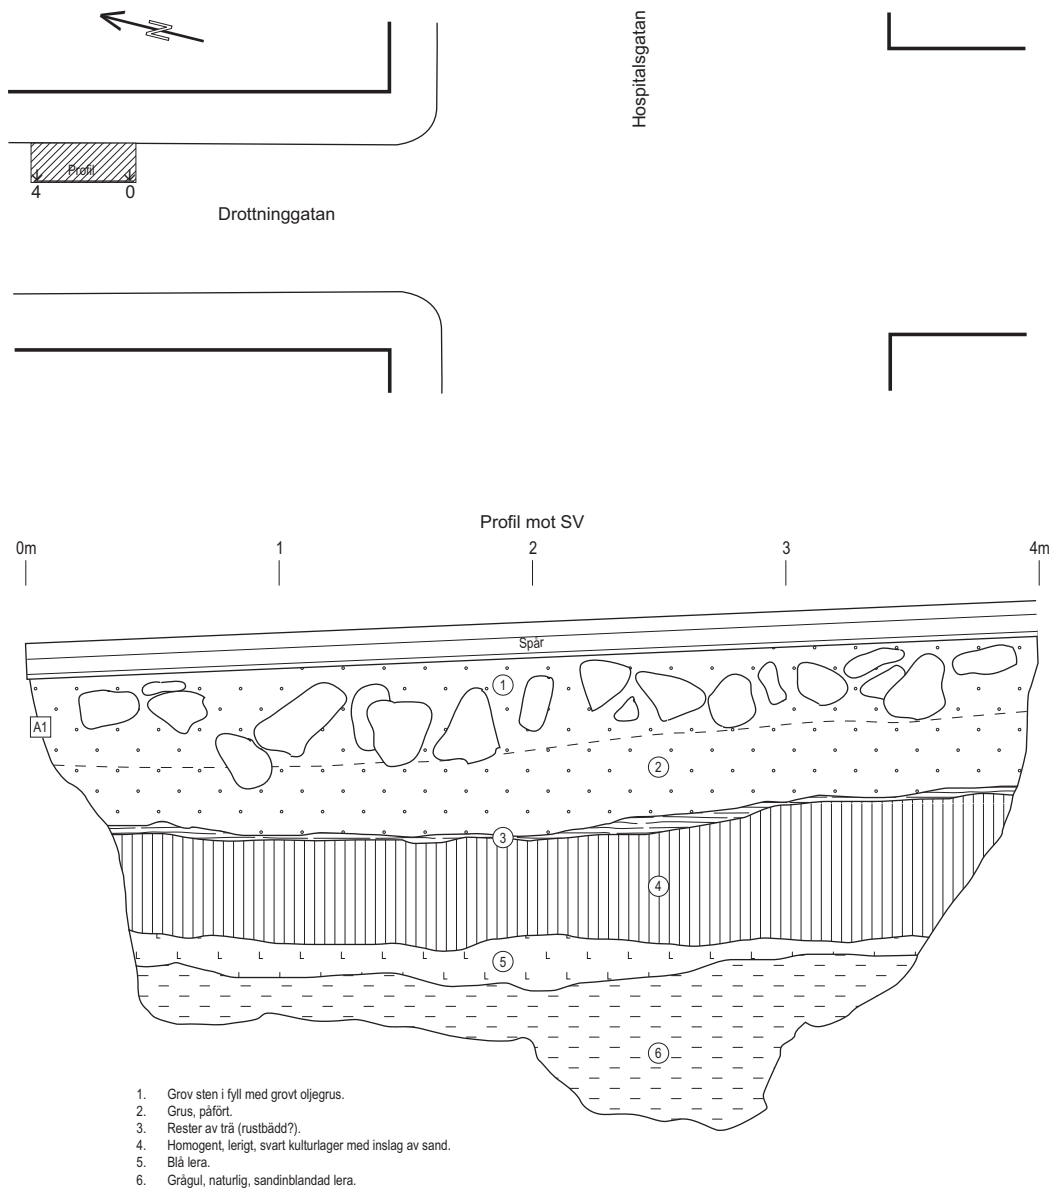 N
Hospitalsgatan
Profil
4 0
Drottninggatan
Profil mot SV
0m 1 2 3 4m
Spår
1
A1
2
3
4
5
6
1. Grov sten i fyll med grovt oljegrus.
2. Grus, påfört.
3. Rester av trä (rustbädd?).
4. Homogent, lerigt, svart kulturlager med inslag av sand.
5. Blå lera.
6. Grågul, naturlig, sandinblandad lera.